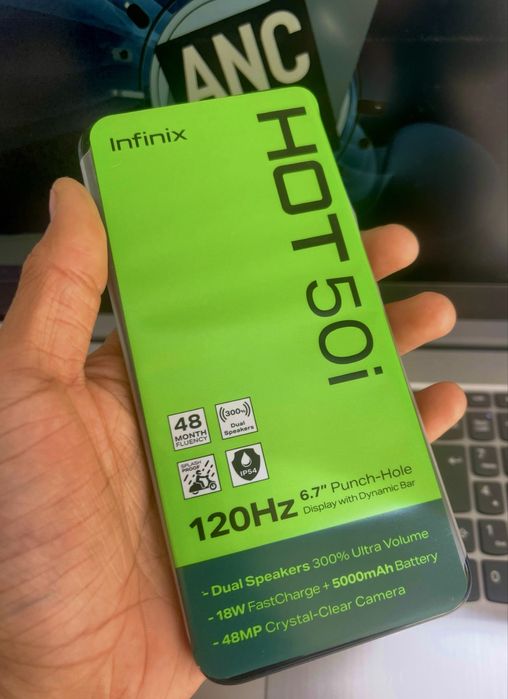 ANC
Infinix
HOT 50i
48
MONTH
FLUENCY
300%
Dual
Speakers
SPLASH
PROOF
IP54
120Hz 6.7" Punch-Hole
Display with Dynamic Bar
- Dual Speakers 300% Ultra Volume
- 18W FastCharge + 5000mAh Battery
- 48MP Crystal-Clear Camera